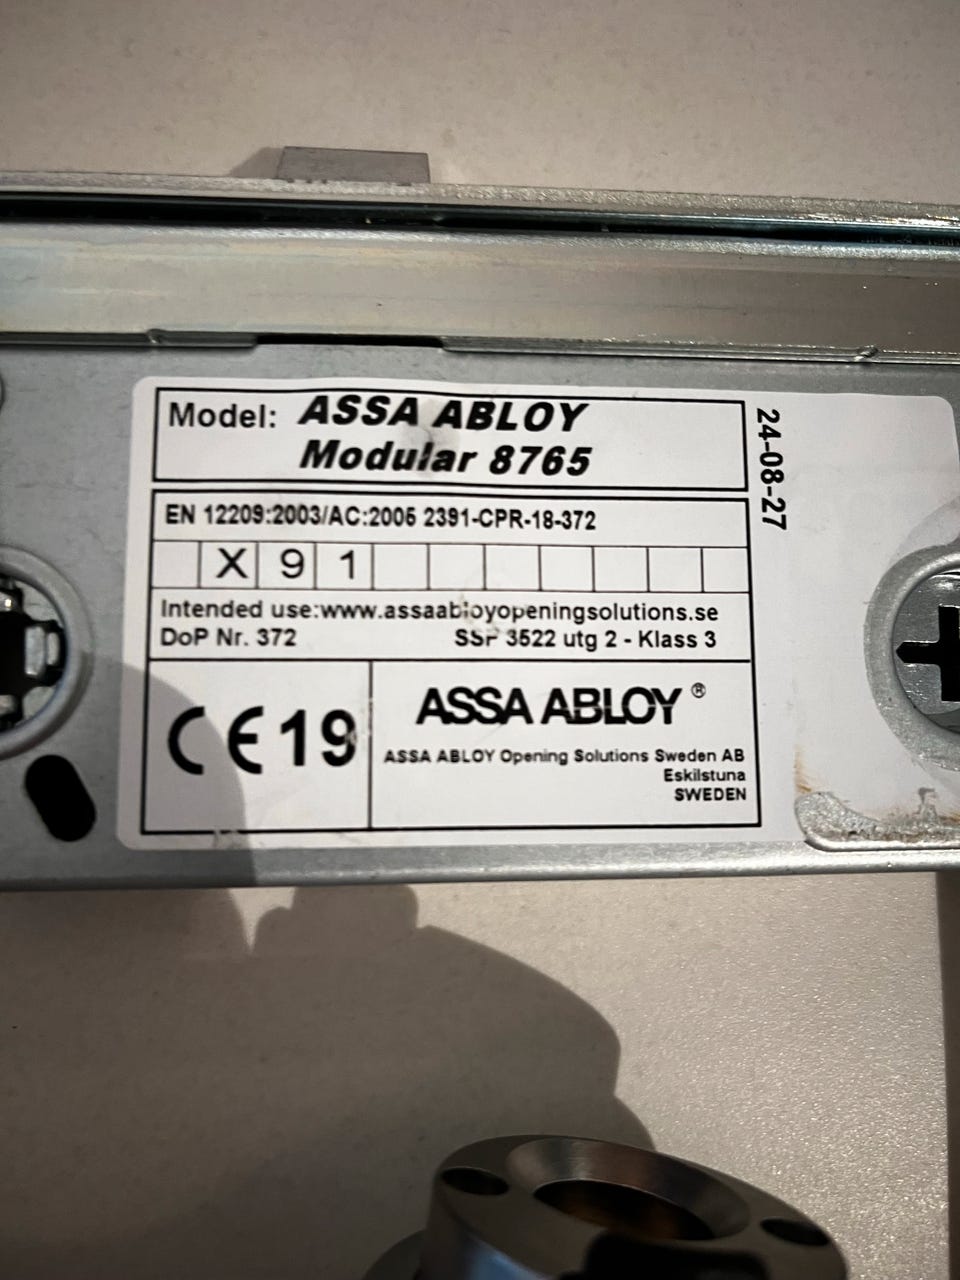 Model: ASSA ABLOY
Modular 8765
24-08-27
EN 12209:2003/AC:2006 2391-CPR-18-372
X 9 1
Intended use:www.assaabloyopeningsolutions.se
DoP Nr. 372 SSF 3522 utg 2 - Klass 3
CE 19
ASSA ABLOY®
ASSA ABLOY Opening Solutions Sweden AB
Eskilstuna
SWEDEN